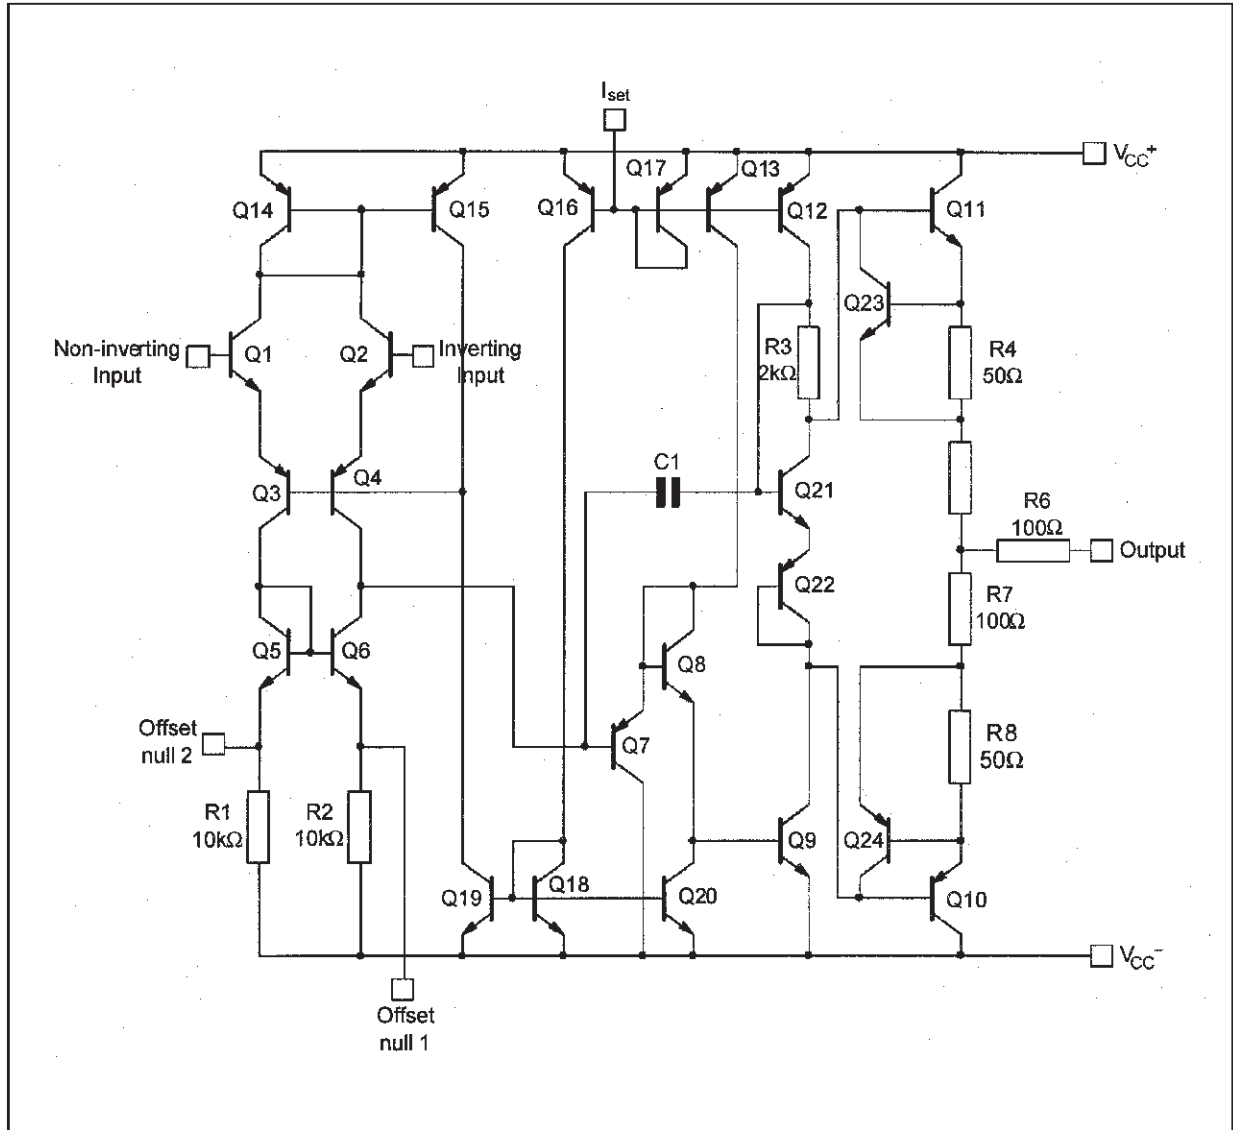 Iset
VCC+
Q17
Q13
Q14
Q15
Q16
Q12
Q11
Q23
Non-inverting
Input
Q1
Q2
Inverting
Input
R3
2kΩ
R4
50Ω
Q3
Q4
C1
Q21
R6
100Ω
Output
Q22
R7
100Ω
Q5
Q6
Q8
Offset
null 2
Q7
R8
50Ω
R1
10kΩ
R2
10kΩ
Q9
Q24
Q19
Q18
Q20
Q10
VCC−
Offset
null 1